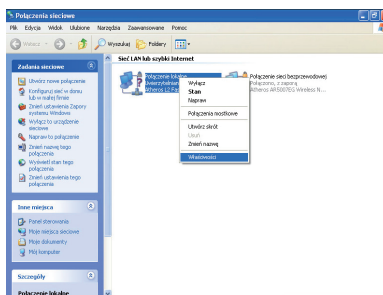 Połączenia sieciowe
Plik Edycja Widok Ulubione Narzędzia Zaawansowane Pomoc
Wstecz Wyszukaj Foldery
Zadania sieciowe
Utwórz nowe połączenie
Konfiguruj sieć w domu
lub w małej firmie
Zmień ustawienia Zapory
systemu Windows
Wyłącz to urządzenie
sieciowe
Napraw to połączenie
Zmień nazwę tego
połączenia
Wyświetl stan tego
połączenia
Zmień ustawienia tego
połączenia
Inne miejsca
Panel sterowania
Moje miejsca sieciowe
Moje dokumenty
Mój komputer
Szczegóły
Połączenie lokalne
Sieć LAN lub szybki Internet
Połączenie lokalne
Uwierzytelnian
Atheros L2 Fas
Wyłącz
Stan
Napraw
Połączenia mostkowe
Utwórz skrót
Usuń
Zmień nazwę
Właściwości
Połączenie sieci bezprzewodowej
Połączono, z zaporą
Atheros AR5007EG Wireless N...